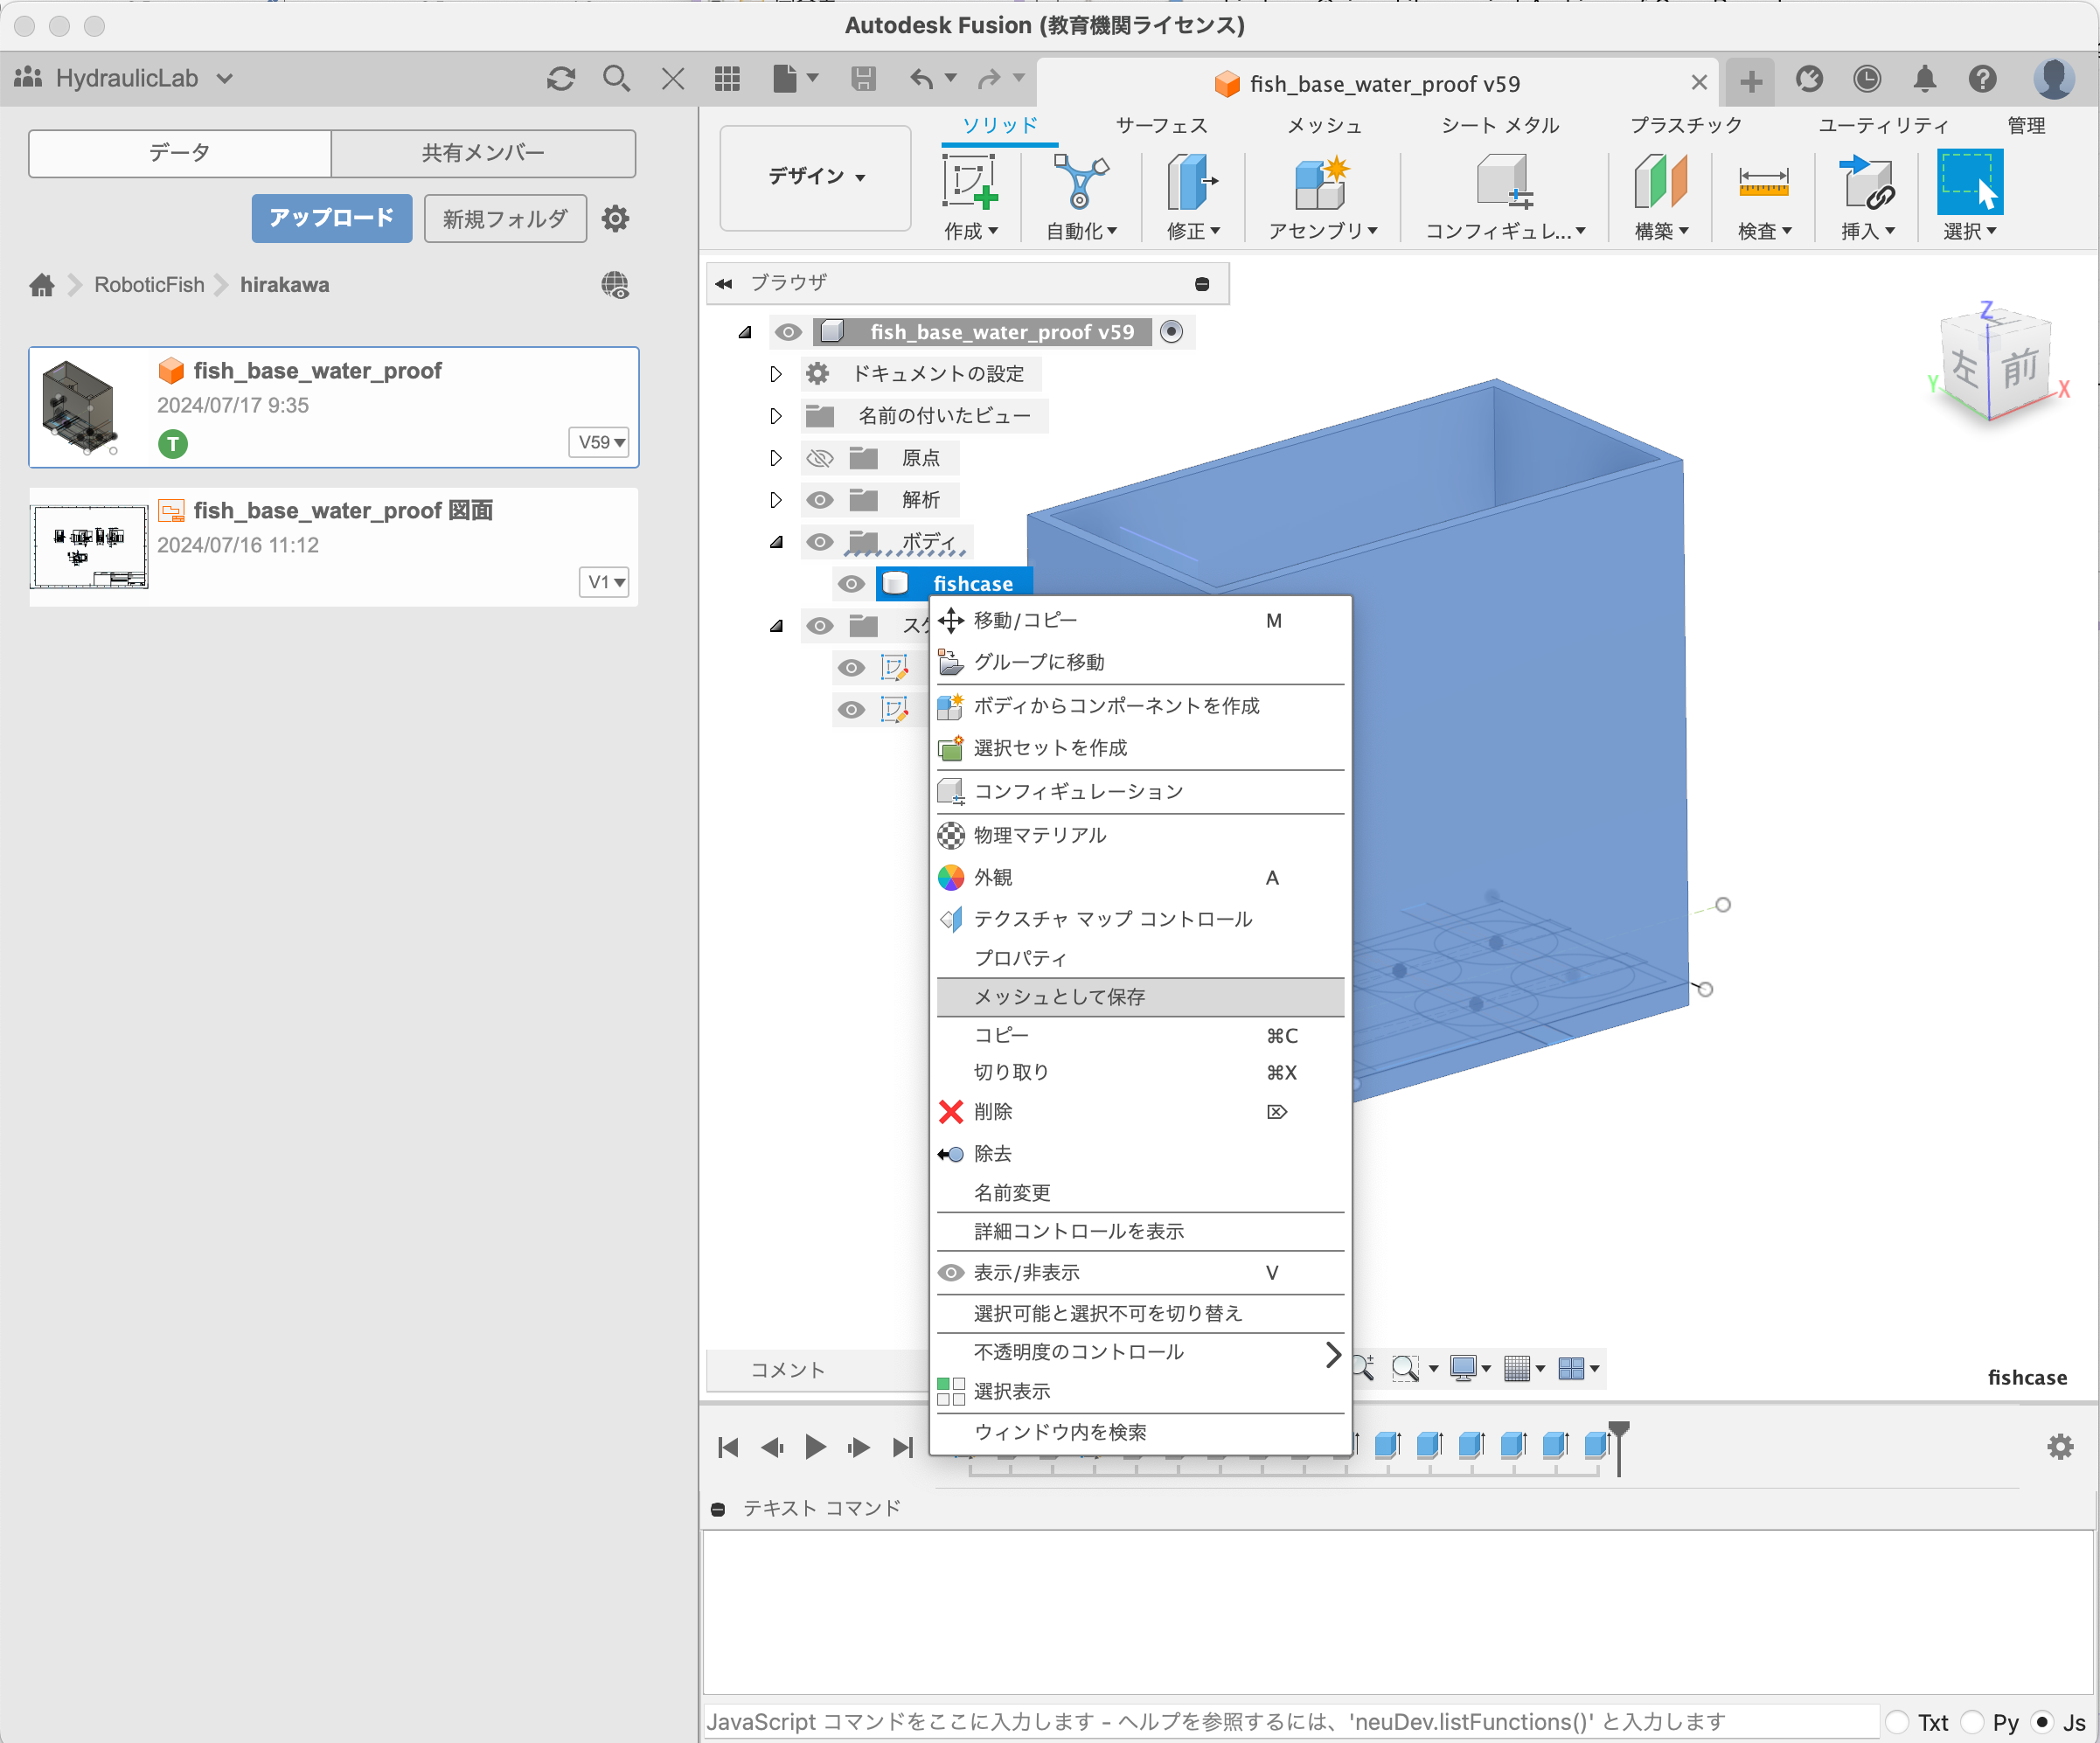 Autodesk Fusion (教育機関ライセンス)
HydraulicLab
fish_base_water_proof v59
データ
共有メンバー
アップロード
新規フォルダ
RoboticFish
hirakawa
fish_base_water_proof
2024/07/17 9:35
T
V59
fish_base_water_proof 図面
2024/07/16 11:12
V1
デザイン
ソリッド
サーフェス
メッシュ
シート メタル
プラスチック
ユーティリティ
管理
作成
自動化
修正
アセンブリ
コンフィギュレ...
構築
検査
挿入
選択
ブラウザ
fish_base_water_proof v59
ドキュメントの設定
名前の付いたビュー
原点
解析
ボディ
fishcase
スケ
Z
左
前
Y
X
移動/コピー M
グループに移動
ボディからコンポーネントを作成
選択セットを作成
コンフィギュレーション
物理マテリアル
外観 A
テクスチャ マップ コントロール
プロパティ
メッシュとして保存
コピー ⌘C
切り取り ⌘X
削除 ⌦
除去
名前変更
詳細コントロールを表示
表示/非表示 V
選択可能と選択不可を切り替え
不透明度のコントロール
選択表示
ウィンドウ内を検索
コメント
fishcase
テキスト コマンド
JavaScript コマンドをここに入力します - ヘルプを参照するには、'neuDev.listFunctions()' と入力します
Txt
Py
Js